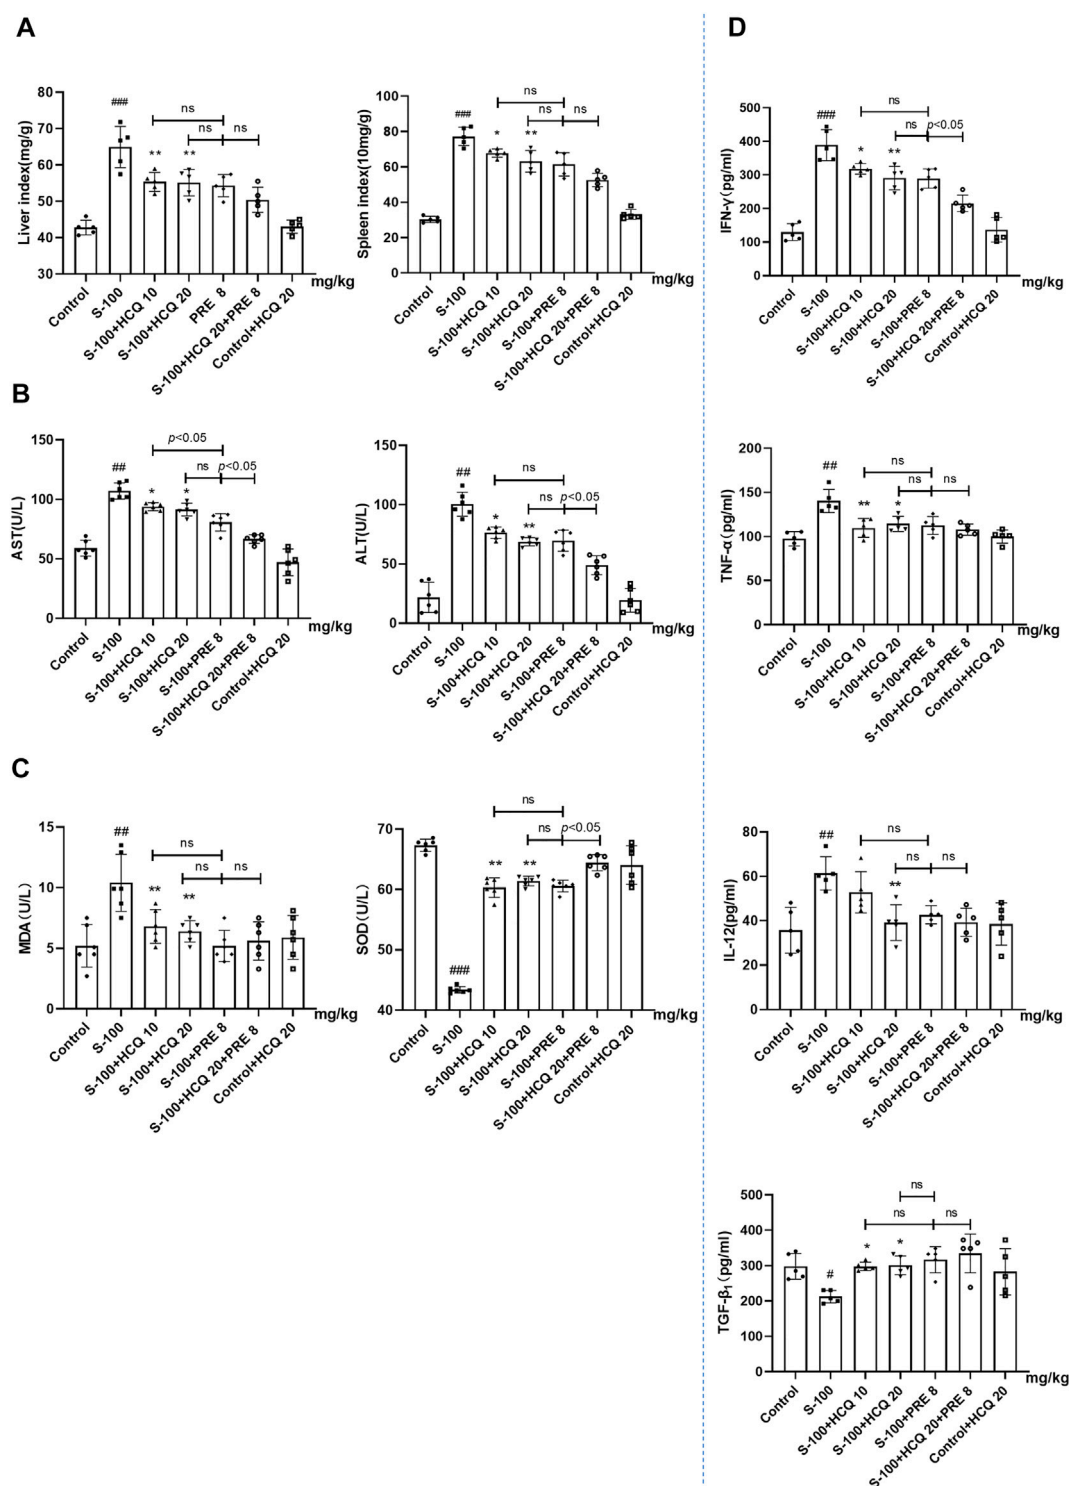 A
Liver index(mg/g)
80
70
60
50
40
30
###
**
**
ns
ns
ns
mg/kg
Control
S-100
S-100+HCQ 10
S-100+HCQ 20
PRE 8
S-100+HCQ 20+PRE 8
Control+HCQ 20
Spleen index(10mg/g)
100
80
60
40
20
0
###
*
**
ns
ns
ns
mg/kg
Control
S-100
S-100+HCQ 10
S-100+HCQ 20
S-100+PRE 8
S-100+HCQ 20+PRE 8
Control+HCQ 20
B
AST(U/L)
150
100
50
0
##
*
*
p<0.05
ns
p<0.05
mg/kg
Control
S-100
S-100+HCQ 10
S-100+HCQ 20
S-100+PRE 8
S-100+HCQ 20+PRE 8
Control+HCQ 20
ALT(U/L)
150
100
50
0
##
*
**
ns
ns
p<0.05
mg/kg
Control
S-100
S-100+HCQ 10
S-100+HCQ 20
S-100+PRE 8
S-100+HCQ 20+PRE 8
Control+HCQ 20
C
MDA(U/L)
15
10
5
0
##
**
**
ns
ns
ns
mg/kg
Control
S-100
S-100+HCQ 10
S-100+HCQ 20
S-100+PRE 8
S-100+HCQ 20+PRE 8
Control+HCQ 20
SOD(U/L)
70
60
50
40
###
**
**
ns
ns
p<0.05
mg/kg
Control
S-100
S-100+HCQ 10
S-100+HCQ 20
S-100+PRE 8
S-100+HCQ 20+PRE 8
Control+HCQ 20
D
IFN-γ(pg/ml)
500
400
300
200
100
0
###
*
**
ns
ns
p<0.05
mg/kg
Control
S-100
S-100+HCQ 10
S-100+HCQ 20
S-100+PRE 8
S-100+HCQ 20+PRE 8
Control+HCQ 20
TNF-α(pg/ml)
200
150
100
50
0
##
**
*
ns
ns
ns
mg/kg
Control
S-100
S-100+HCQ 10
S-100+HCQ 20
S-100+PRE 8
S-100+HCQ 20+PRE 8
Control+HCQ 20
IL-12(pg/ml)
80
60
40
20
0
##
**
ns
ns
ns
mg/kg
Control
S-100
S-100+HCQ 10
S-100+HCQ 20
S-100+PRE 8
S-100+HCQ 20+PRE 8
Control+HCQ 20
TGF-β₁(pg/ml)
500
400
300
200
100
0
#
*
*
ns
ns
ns
mg/kg
Control
S-100
S-100+HCQ 10
S-100+HCQ 20
S-100+PRE 8
S-100+HCQ 20+PRE 8
Control+HCQ 20